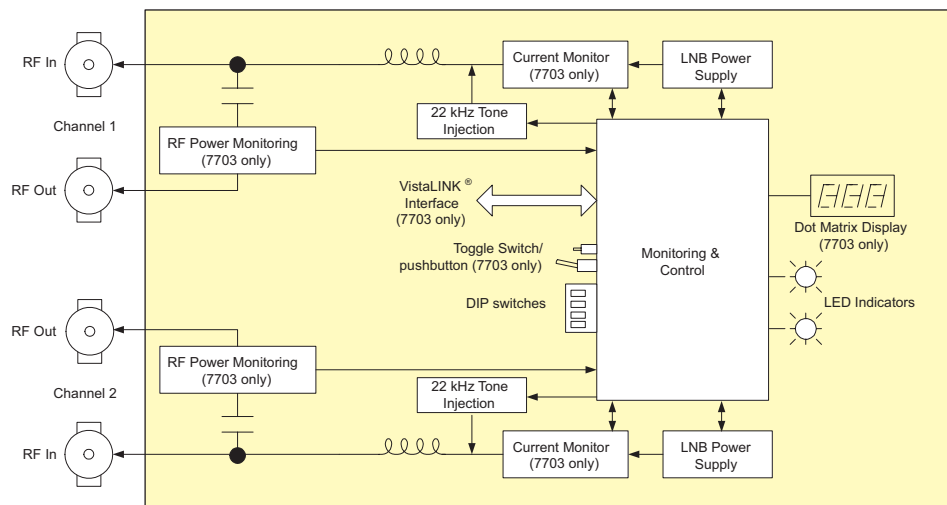 RF In
Current Monitor
(7703 only)
LNB Power
Supply
22 kHz Tone
Injection
Channel 1
RF Power Monitoring
(7703 only)
RF Out
VistaLINK ®
Interface
(7703 only)
Dot Matrix Display
(7703 only)
Toggle Switch/
pushbutton (7703 only)
Monitoring &
Control
DIP switches
LED Indicators
RF Out
RF Power Monitoring
(7703 only)
22 kHz Tone
Injection
Channel 2
RF In
Current Monitor
(7703 only)
LNB Power
Supply